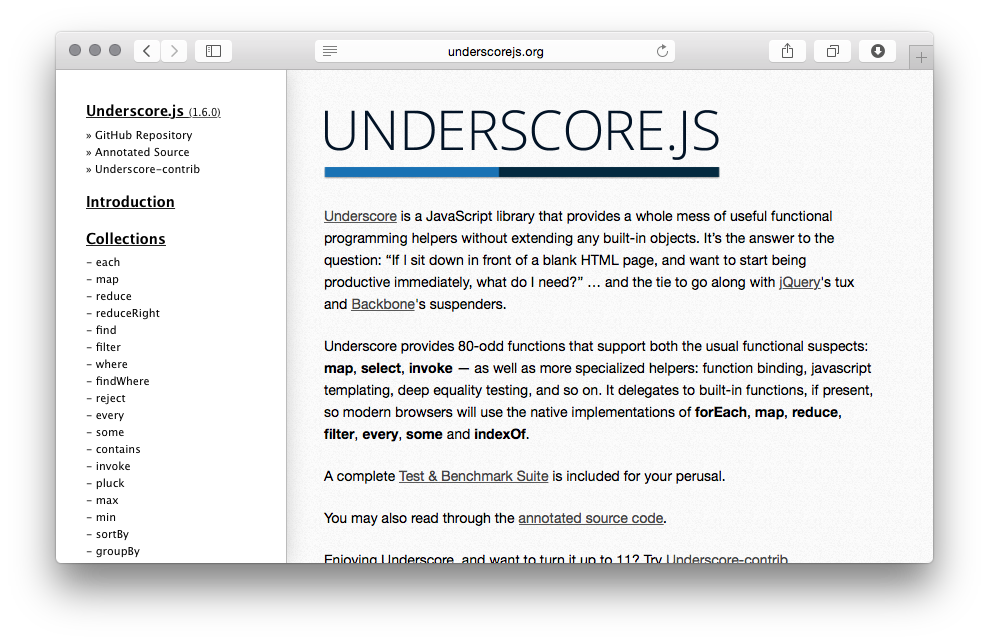 underscorejs.org
Underscore.js (1.6.0)
» GitHub Repository
» Annotated Source
» Underscore-contrib
Introduction
Collections
- each
- map
- reduce
- reduceRight
- find
- filter
- where
- findWhere
- reject
- every
- some
- contains
- invoke
- pluck
- max
- min
- sortBy
- groupBy
UNDERSCORE.JS
Underscore is a JavaScript library that provides a whole mess of useful functional
programming helpers without extending any built-in objects. It’s the answer to the
question: “If I sit down in front of a blank HTML page, and want to start being
productive immediately, what do I need?” … and the tie to go along with jQuery's tux
and Backbone's suspenders.
Underscore provides 80-odd functions that support both the usual functional suspects:
map, select, invoke — as well as more specialized helpers: function binding, javascript
templating, deep equality testing, and so on. It delegates to built-in functions, if present,
so modern browsers will use the native implementations of forEach, map, reduce,
filter, every, some and indexOf.
A complete Test & Benchmark Suite is included for your perusal.
You may also read through the annotated source code.
Enjoying Underscore, and want to turn it up to 11? Try Underscore-contrib.